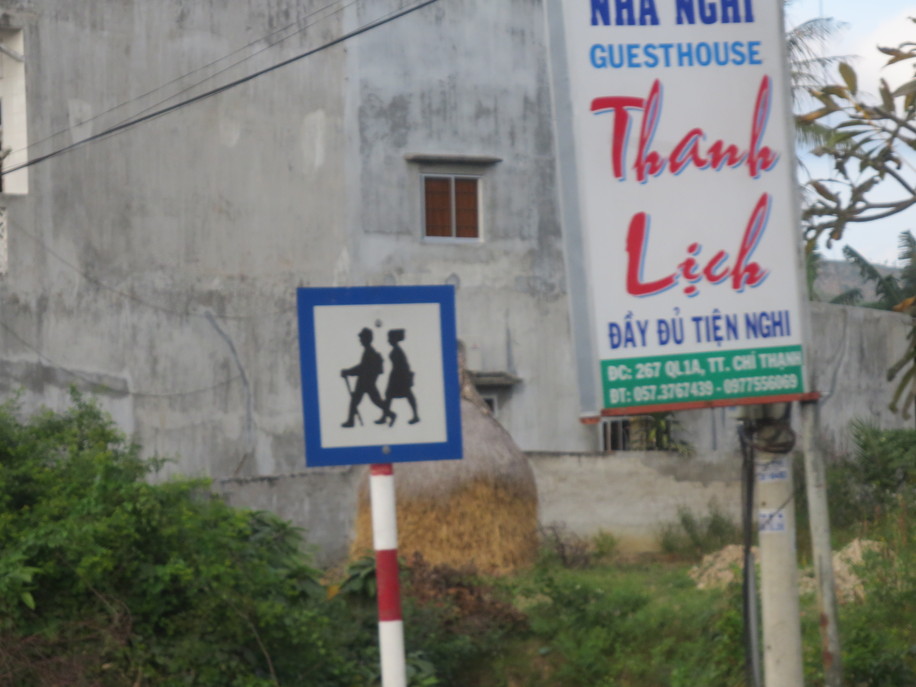 NHÀ NGHỈ
GUESTHOUSE
Thanh
Lịch
ĐẦY ĐỦ TIỆN NGHI
ĐC: 267 QL1A, TT. CHÍ THẠNH
ĐT: 057.3767439 - 0977556069